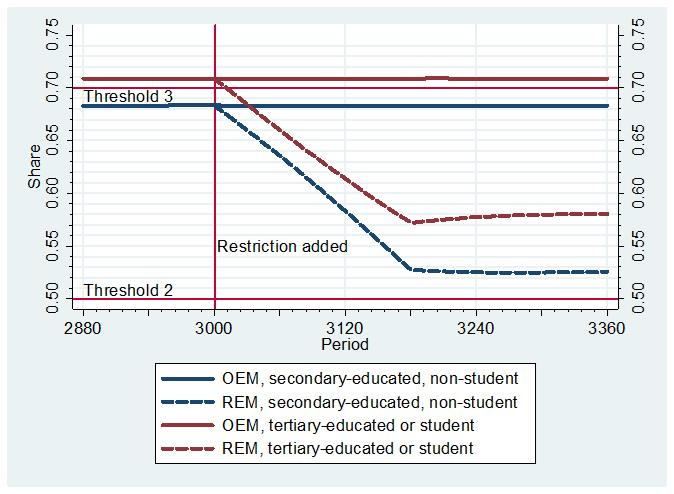 0.75
0.75
0.70
0.70
Threshold 3
0.65
0.65
Share
0.60
0.60
0.55
0.55
Restriction added
Threshold 2
0.50
0.50
2880 3000 3120 3240 3360
Period
OEM, secondary-educated, non-student
REM, secondary-educated, non-student
OEM, tertiary-educated or student
REM, tertiary-educated or student